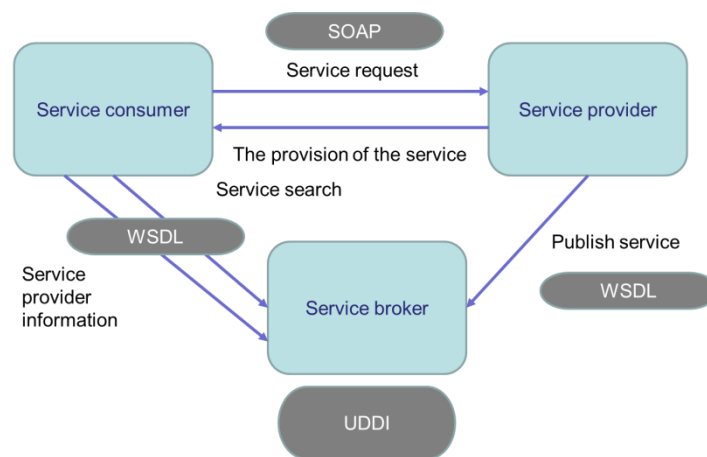 SOAP
Service request
Service consumer
Service provider
The provision of the service
Service search
WSDL
Publish service
Service
provider
information
WSDL
Service broker
UDDI